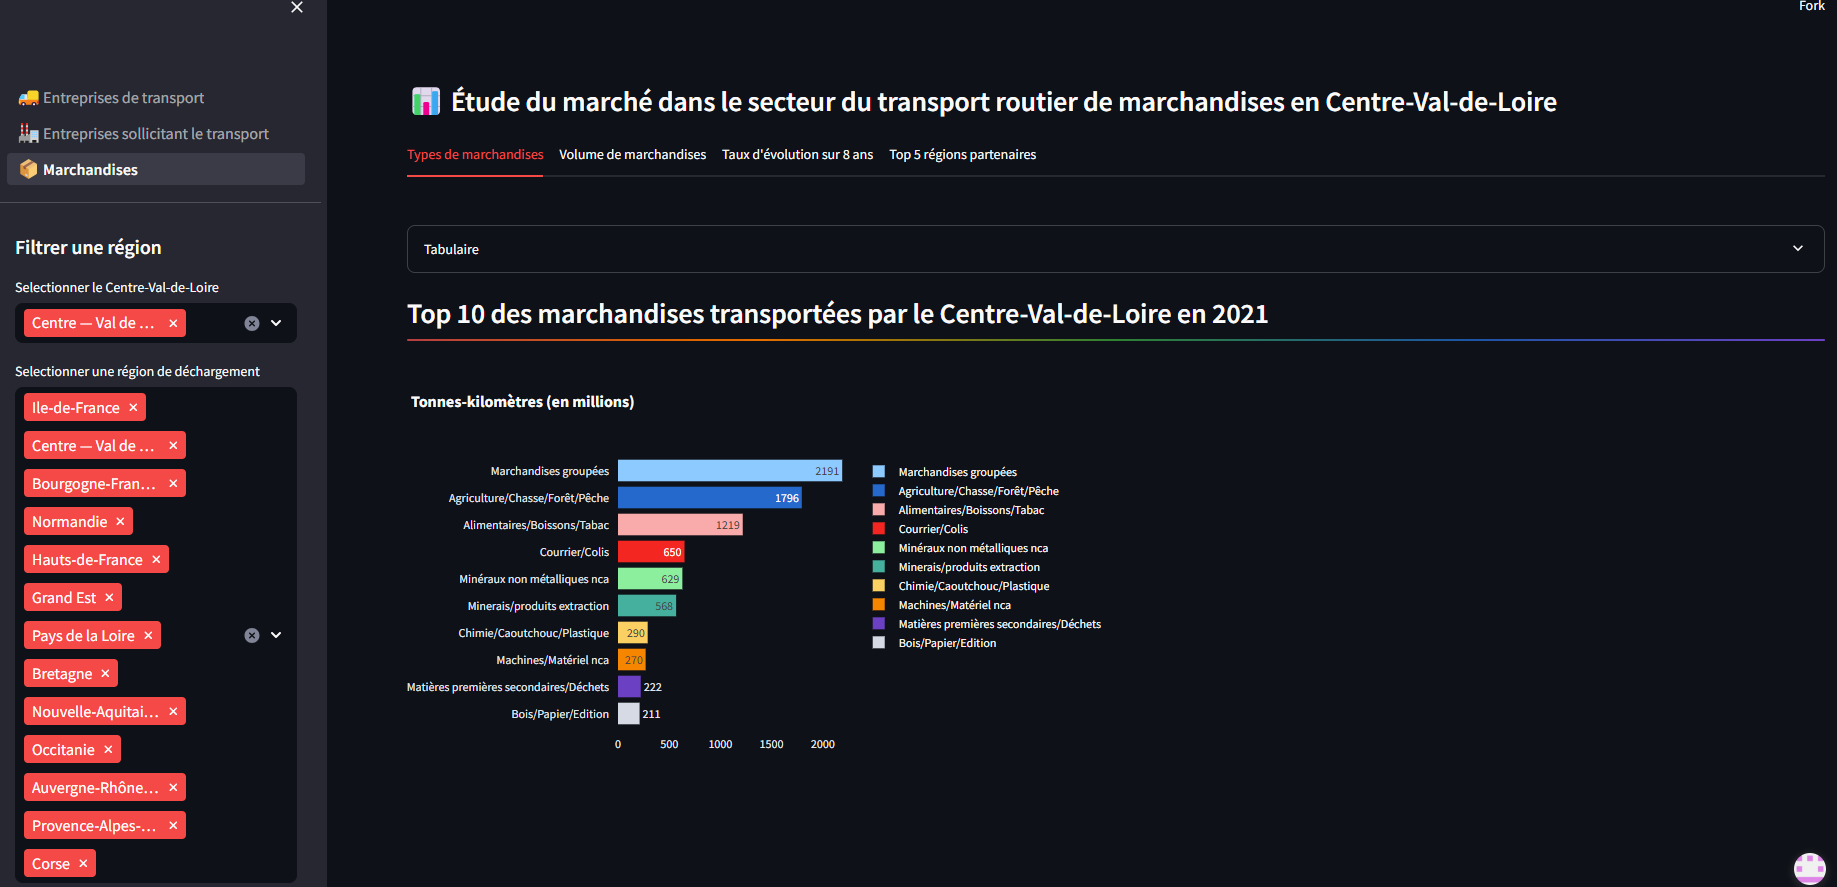 Fork
Entreprises de transport
Entreprises sollicitant le transport
Marchandises
Filtrer une région
Selectionner le Centre-Val-de-Loire
Centre — Val de ...
Selectionner une région de déchargement
Ile-de-France
Centre — Val de ...
Bourgogne-Fran...
Normandie
Hauts-de-France
Grand Est
Pays de la Loire
Bretagne
Nouvelle-Aquitai...
Occitanie
Auvergne-Rhône...
Provence-Alpes-...
Corse
Étude du marché dans le secteur du transport routier de marchandises en Centre-Val-de-Loire
Types de marchandises Volume de marchandises Taux d'évolution sur 8 ans Top 5 régions partenaires
Tabulaire
Top 10 des marchandises transportées par le Centre-Val-de-Loire en 2021
Tonnes-kilomètres (en millions)
Marchandises groupées 2191
Agriculture/Chasse/Forêt/Pêche 1796
Alimentaires/Boissons/Tabac 1219
Courrier/Colis 650
Minéraux non métalliques nca 629
Minerais/produits extraction 568
Chimie/Caoutchouc/Plastique 290
Machines/Matériel nca 270
Matières premières secondaires/Déchets 222
Bois/Papier/Edition 211
0 500 1000 1500 2000
Marchandises groupées
Agriculture/Chasse/Forêt/Pêche
Alimentaires/Boissons/Tabac
Courrier/Colis
Minéraux non métalliques nca
Minerais/produits extraction
Chimie/Caoutchouc/Plastique
Machines/Matériel nca
Matières premières secondaires/Déchets
Bois/Papier/Edition